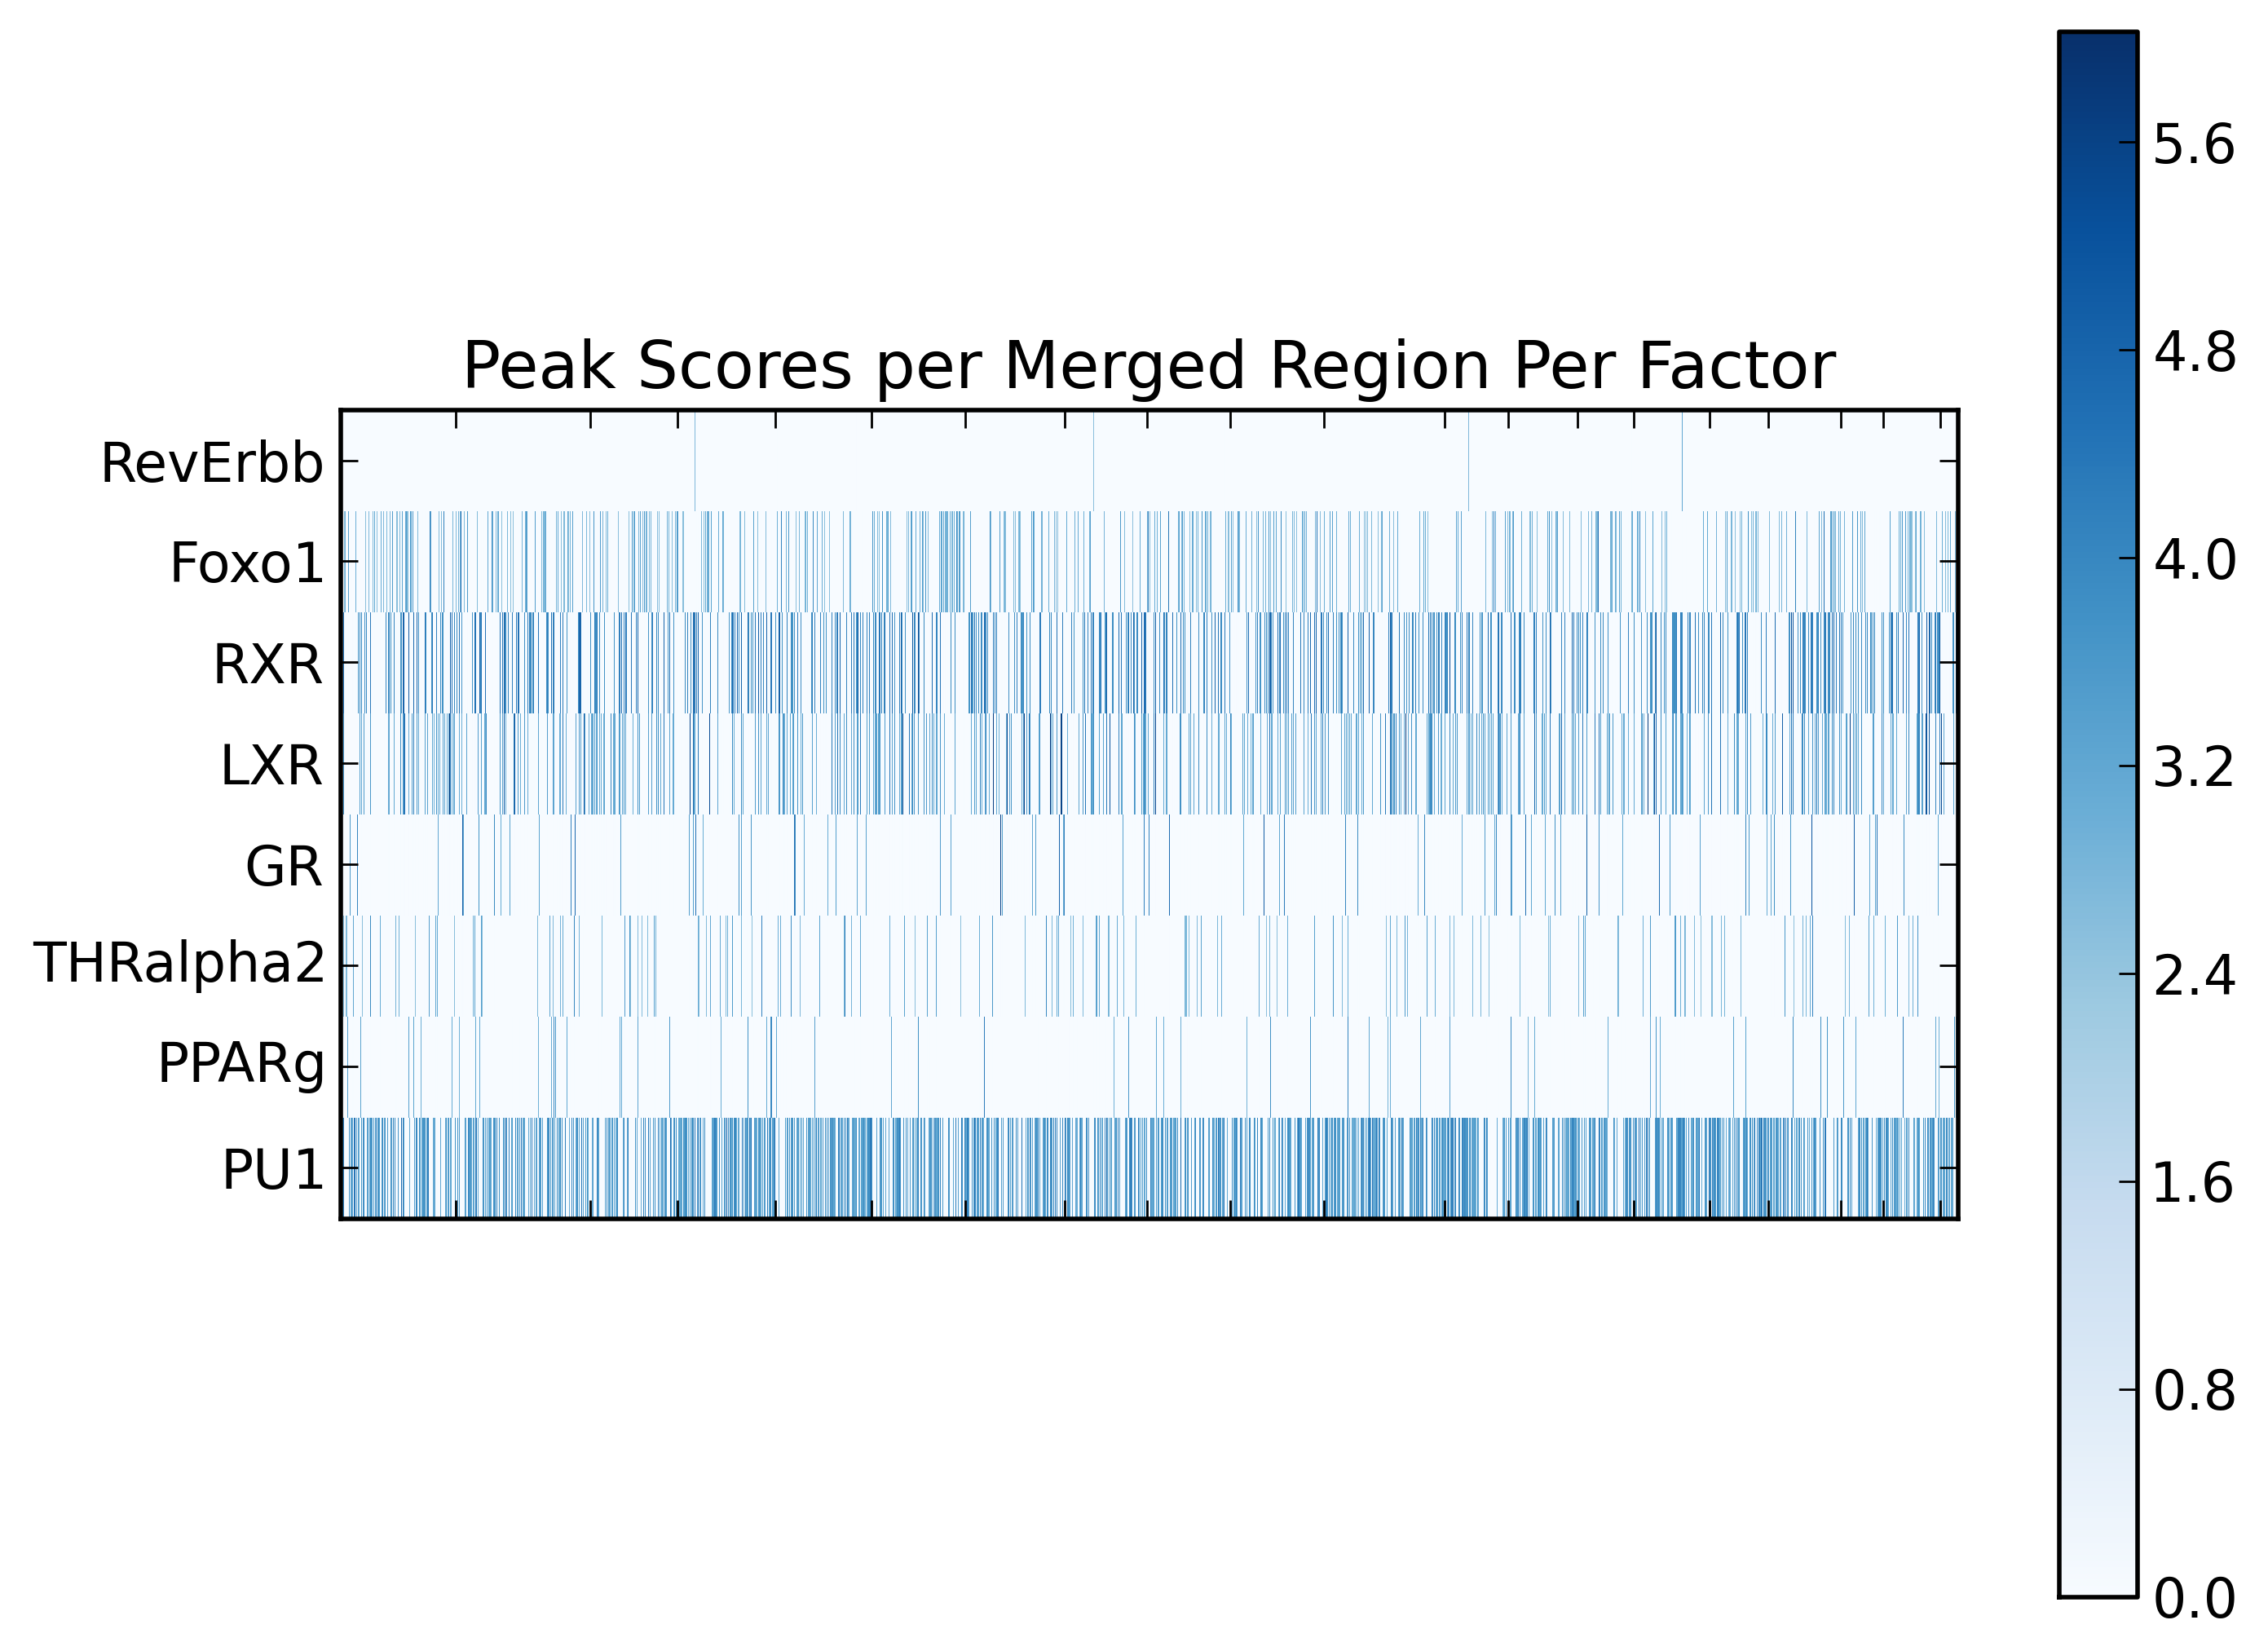 Peak Scores per Merged Region Per Factor
RevErbb
Foxo1
RXR
LXR
GR
THRalpha2
PPARg
PU1
5.6
4.8
4.0
3.2
2.4
1.6
0.8
0.0